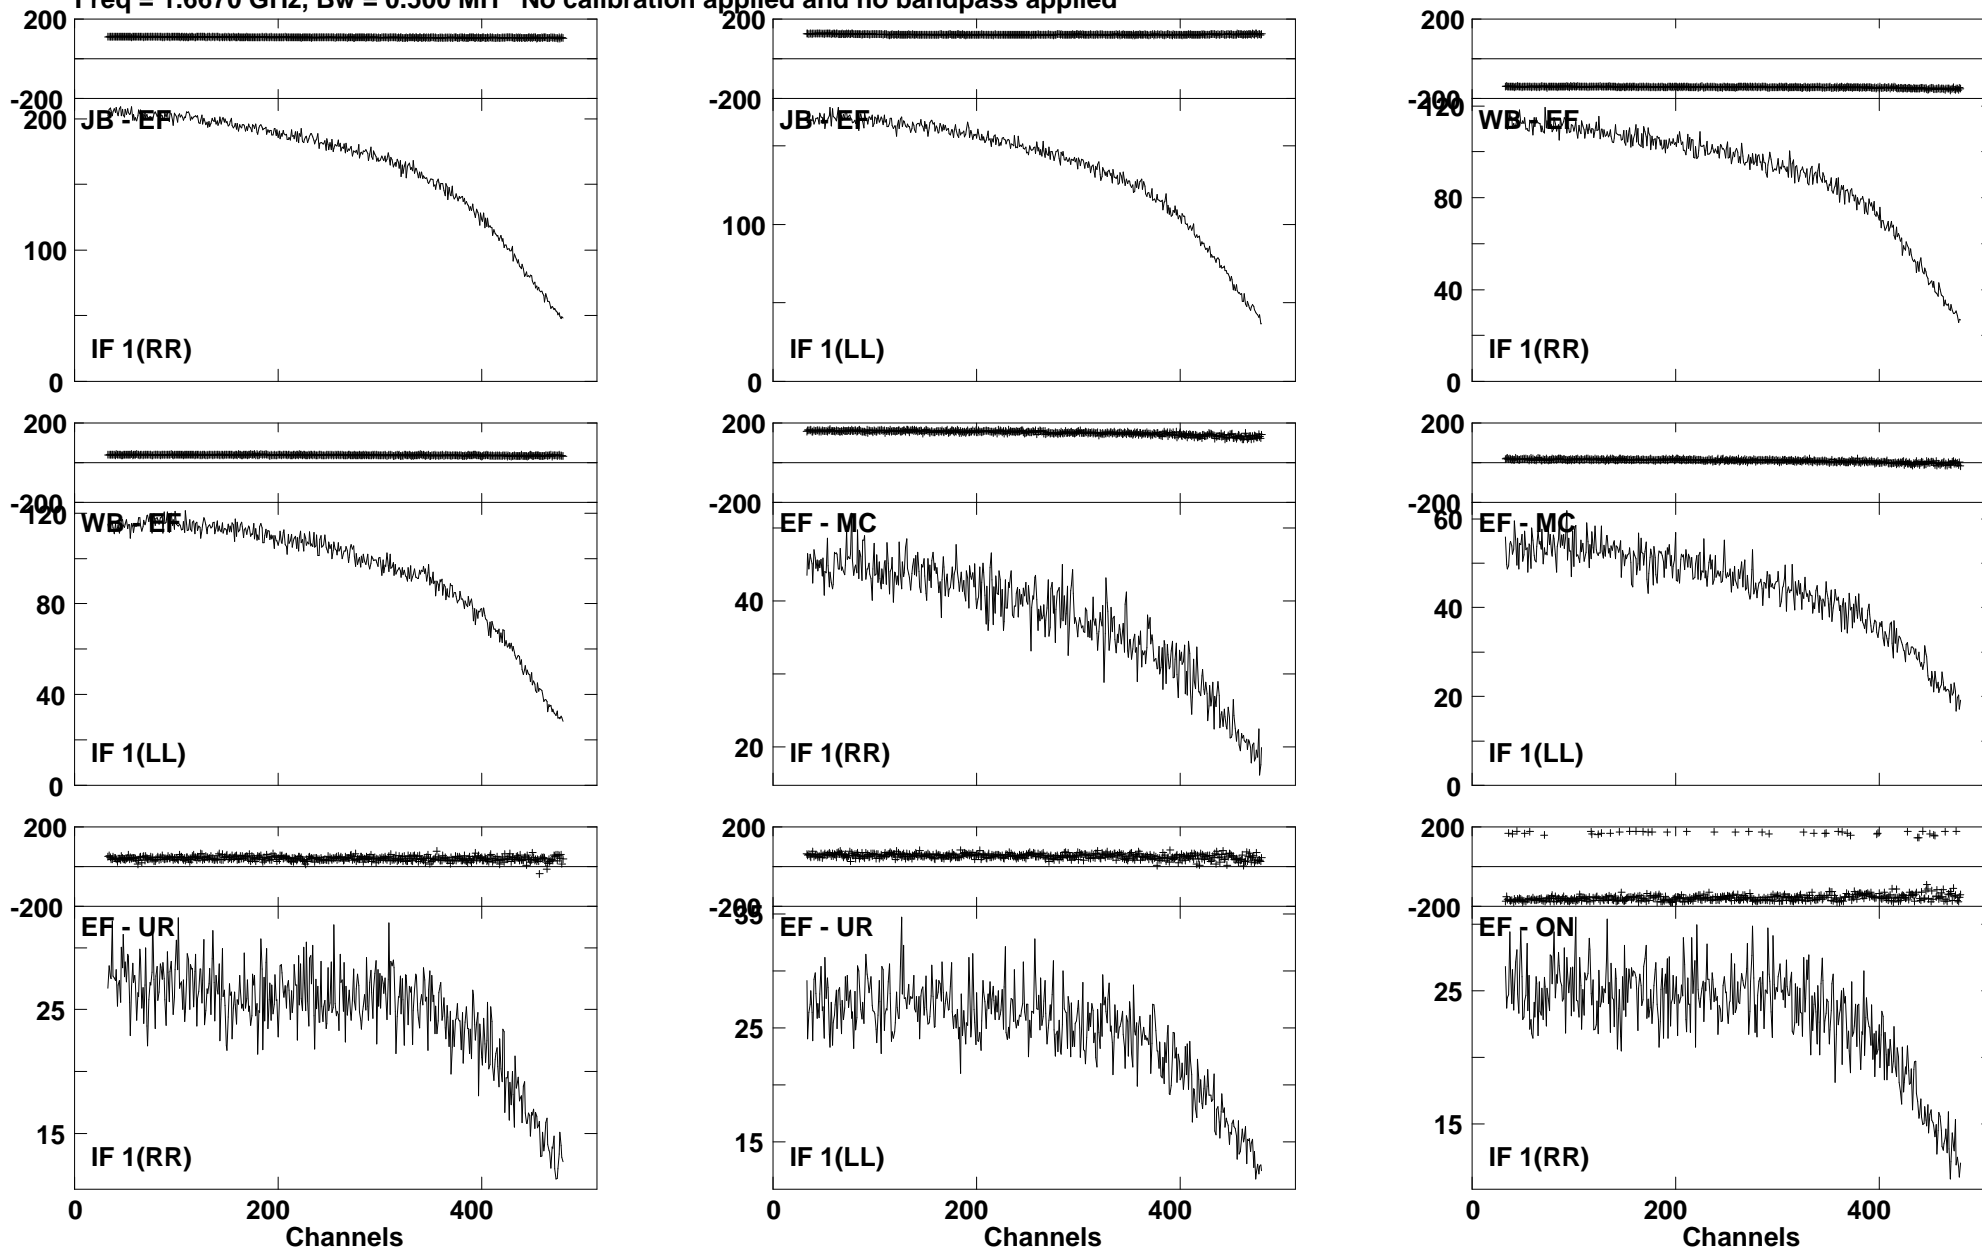 Freq = 1.6670 GHz, Bw = 0.500 MH No calibration applied and no bandpass applied
200
-200
200
100
0
JB - EF
IF 1(RR)
200
-200
100
0
JB - EF
IF 1(LL)
200
-200
120
80
40
0
WB - EF
IF 1(RR)
200
-200
120
80
40
0
WB - EF
IF 1(LL)
200
-200
40
20
EF - MC
IF 1(RR)
200
-200
60
40
20
0
EF - MC
IF 1(LL)
200
-200
25
15
EF - UR
IF 1(RR)
200
-200
35
25
15
EF - UR
IF 1(LL)
200
-200
25
15
EF - ON
IF 1(RR)
0 200 400
Channels
0 200 400
Channels
0 200 400
Channels